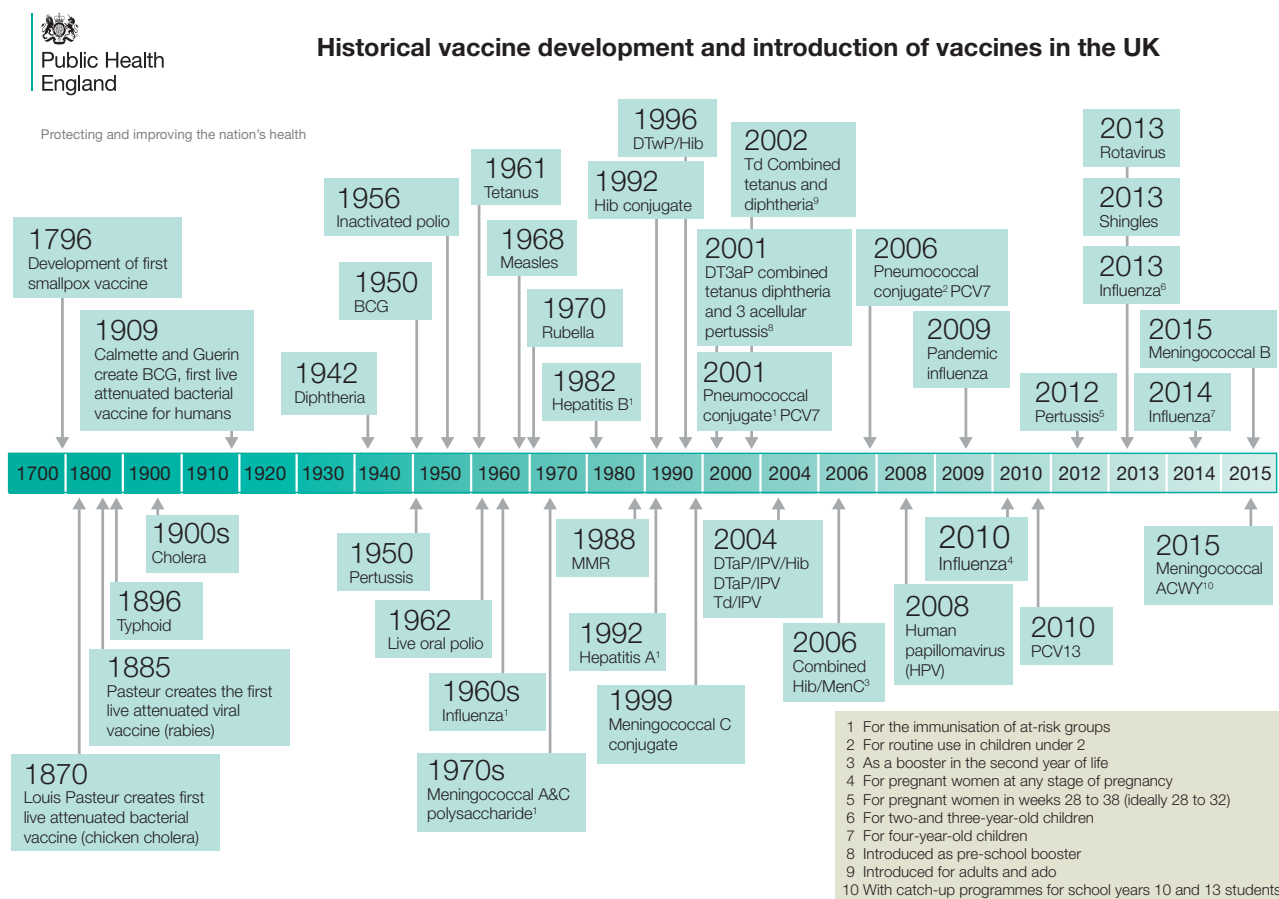 Public Health
England
Historical vaccine development and introduction of vaccines in the UK
Protecting and improving the nation's health
1796
Development of first
smallpox vaccine
1909
Calmette and Guerin
create BCG, first live
attenuated bacterial
vaccine for humans
1942
Diphtheria
1956
Inactivated polio
1950
BCG
1961
Tetanus
1968
Measles
1970
Rubella
1982
Hepatitis B¹
1996
DTwP/Hib
1992
Hib conjugate
2002
Td Combined
tetanus and
diphtheria⁹
2001
DT3aP combined
tetanus diphtheria
and 3 acellular
pertussis⁸
2001
Pneumococcal
conjugate¹ PCV7
2006
Pneumococcal
conjugate² PCV7
2009
Pandemic
influenza
2012
Pertussis⁵
2013
Rotavirus
2013
Shingles
2013
Influenza⁶
2015
Meningococcal B
2014
Influenza⁷
1700 1800 1900 1910 1920 1930 1940 1950 1960 1970 1980 1990 2000 2004 2006 2008 2009 2010 2012 2013 2014 2015
1900s
Cholera
1896
Typhoid
1885
Pasteur creates the first
live attenuated viral
vaccine (rabies)
1870
Louis Pasteur creates first
live attenuated bacterial
vaccine (chicken cholera)
1950
Pertussis
1962
Live oral polio
1960s
Influenza¹
1970s
Meningococcal A&C
polysaccharide¹
1988
MMR
1992
Hepatitis A¹
1999
Meningococcal C
conjugate
2004
DTaP/IPV/Hib
DTaP/IPV
Td/IPV
2006
Combined
Hib/MenC³
2008
Human
papillomavirus
(HPV)
2010
Influenza⁴
2010
PCV13
2015
Meningococcal
ACWY¹⁰
1 For the immunisation of at-risk groups
2 For routine use in children under 2
3 As a booster in the second year of life
4 For pregnant women at any stage of pregnancy
5 For pregnant women in weeks 28 to 38 (ideally 28 to 32)
6 For two-and three-year-old children
7 For four-year-old children
8 Introduced as pre-school booster
9 Introduced for adults and ado
10 With catch-up programmes for school years 10 and 13 students